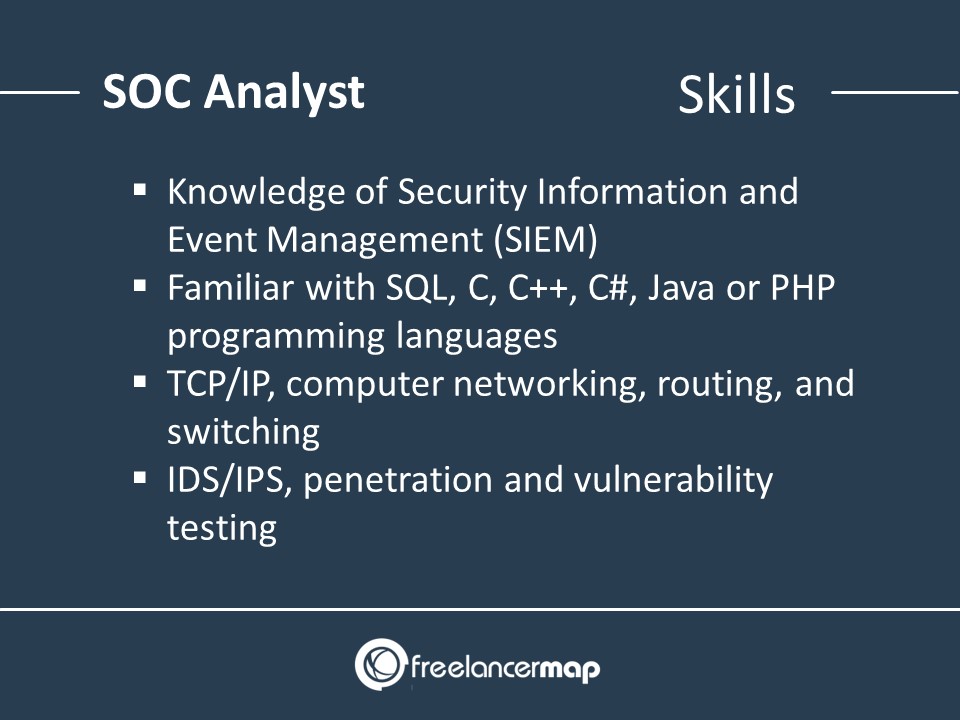 SOC Analyst
Skills
▪ Knowledge of Security Information and
Event Management (SIEM)
▪ Familiar with SQL, C, C++, C#, Java or PHP
programming languages
▪ TCP/IP, computer networking, routing, and
switching
▪ IDS/IPS, penetration and vulnerability
testing
freelancermap